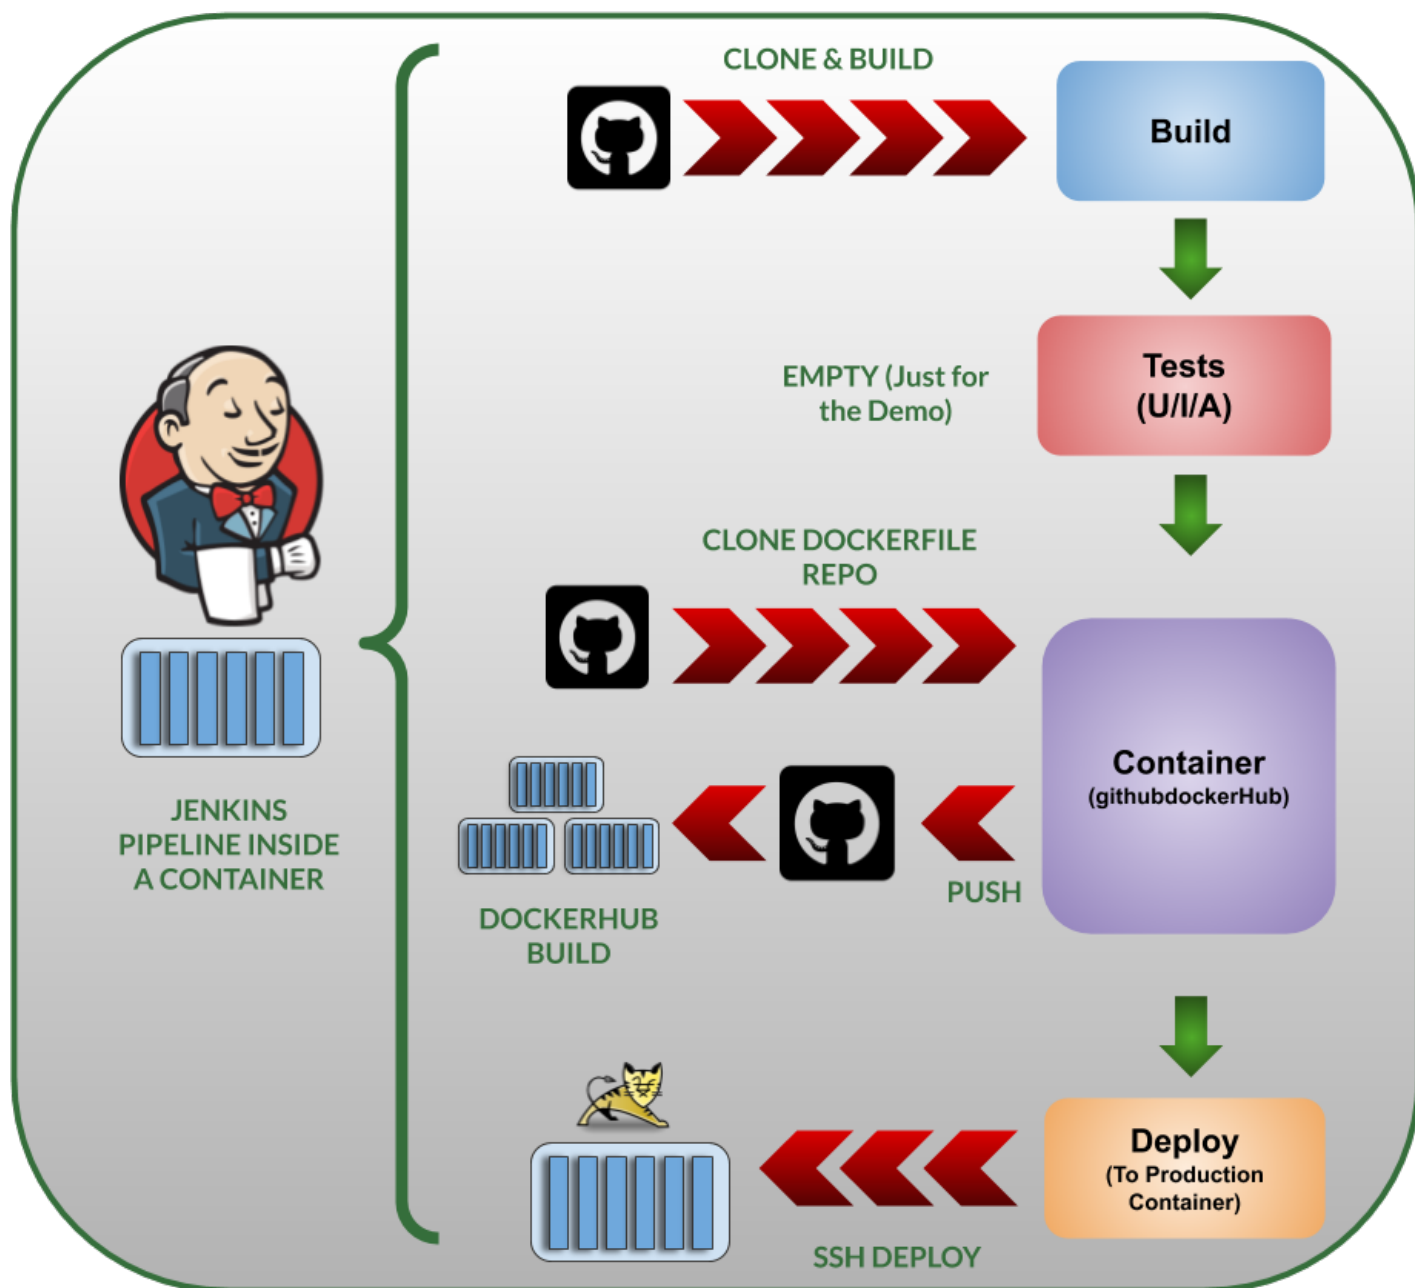 CLONE & BUILD
Build
EMPTY (Just for
the Demo)
Tests
(U/I/A)
CLONE DOCKERFILE
REPO
Container
(githubdockerHub)
PUSH
DOCKERHUB
BUILD
JENKINS
PIPELINE INSIDE
A CONTAINER
Deploy
(To Production
Container)
SSH DEPLOY